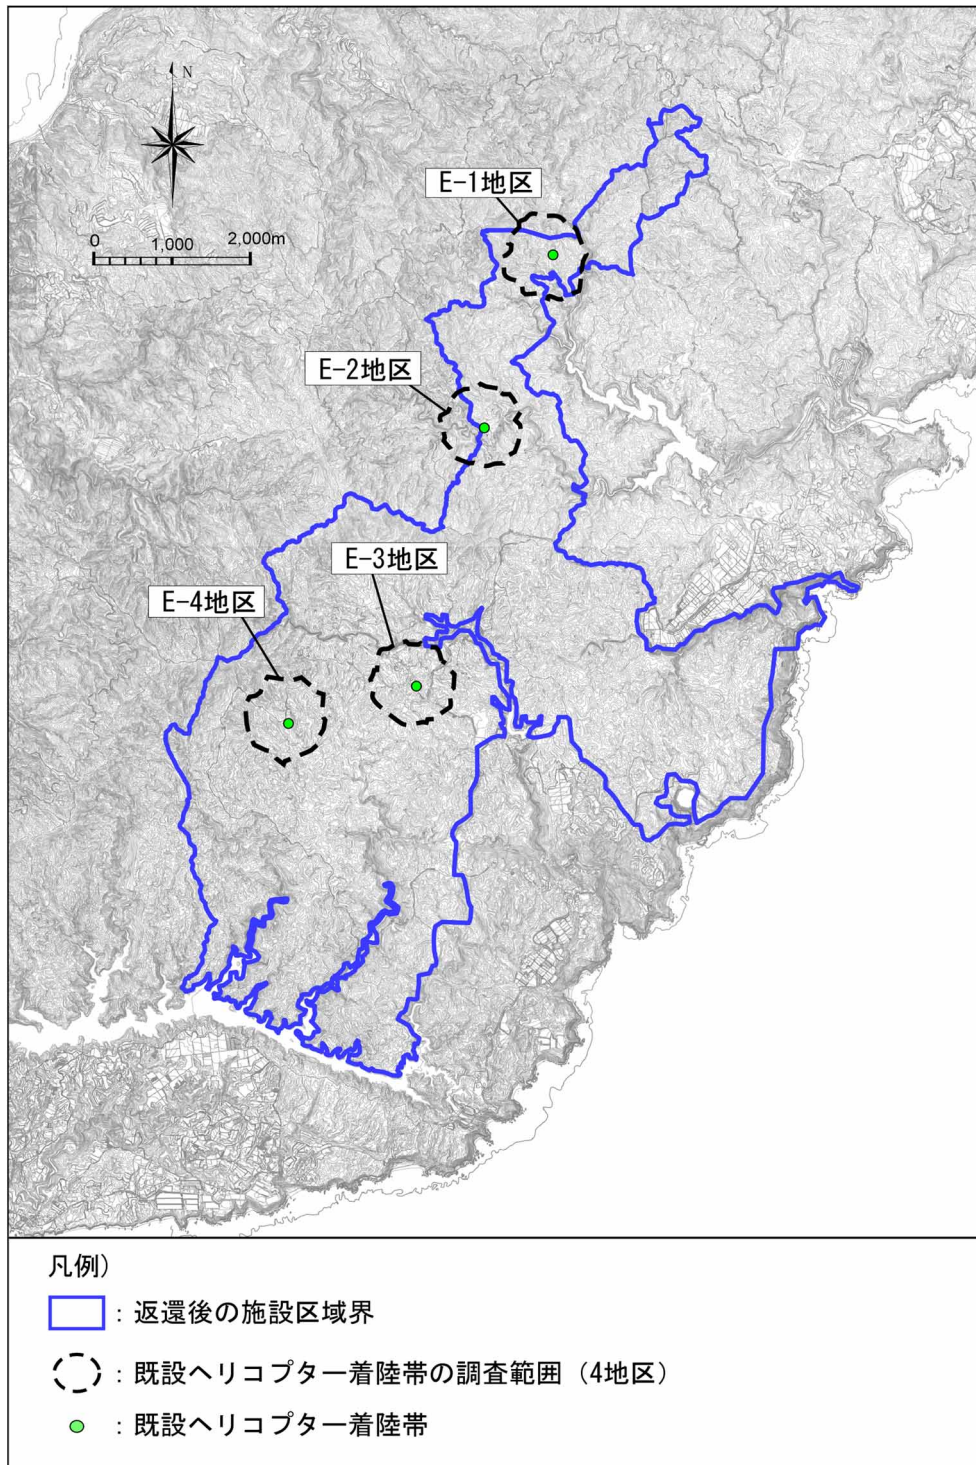 N
0 1,000 2,000m
E-1地区
E-2地区
E-3地区
E-4地区
凡例)
：返還後の施設区域界
：既設ヘリコプター着陸帯の調査範囲（4地区）
：既設ヘリコプター着陸帯